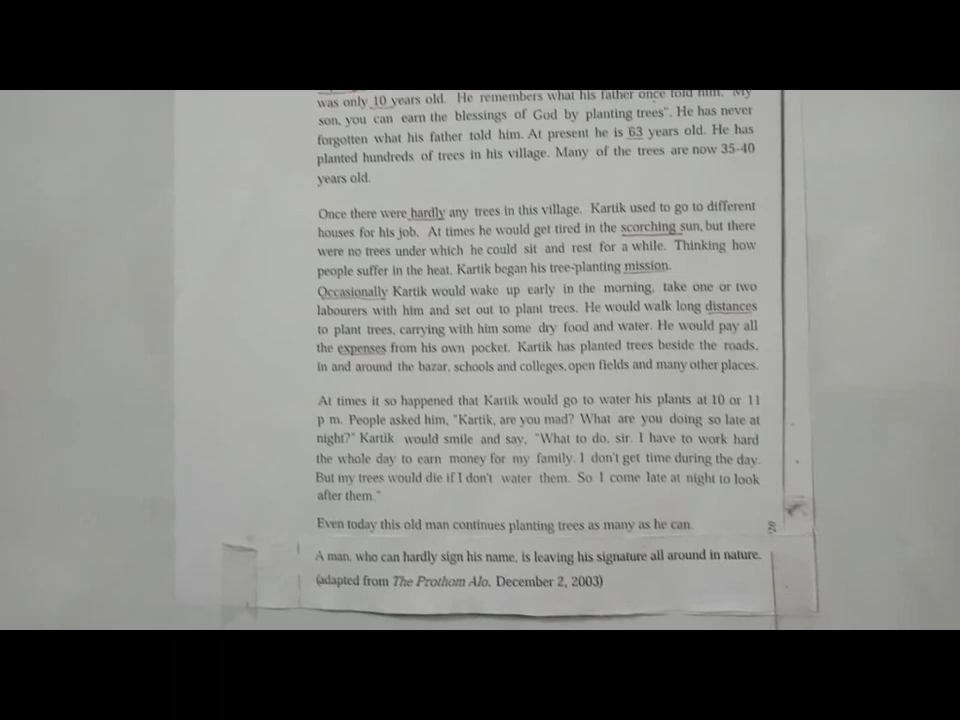 was only 10 years old. He remembers what his father once told him. "My
son, you can earn the blessings of God by planting trees". He has never
forgotten what his father told him. At present he is 63 years old. He has
planted hundreds of trees in his village. Many of the trees are now 35-40
years old.
Once there were hardly any trees in this village. Kartik used to go to different
houses for his job. At times he would get tired in the scorching sun, but there
were no trees under which he could sit and rest for a while. Thinking how
people suffer in the heat, Kartik began his tree-planting mission.
Occasionally Kartik would wake up early in the morning, take one or two
labourers with him and set out to plant trees. He would walk long distances
to plant trees, carrying with him some dry food and water. He would pay all
the expenses from his own pocket. Kartik has planted trees beside the roads,
in and around the bazar, schools and colleges, open fields and many other places.
At times it so happened that Kartik would go to water his plants at 10 or 11
p m. People asked him, "Kartik, are you mad? What are you doing so late at
night?" Kartik would smile and say, "What to do, sir. I have to work hard
the whole day to earn money for my family. I don't get time during the day.
But my trees would die if I don't water them. So I come late at night to look
after them."
Even today this old man continues planting trees as many as he can.
A man, who can hardly sign his name, is leaving his signature all around in nature.
(adapted from The Prothom Alo, December 2, 2003)